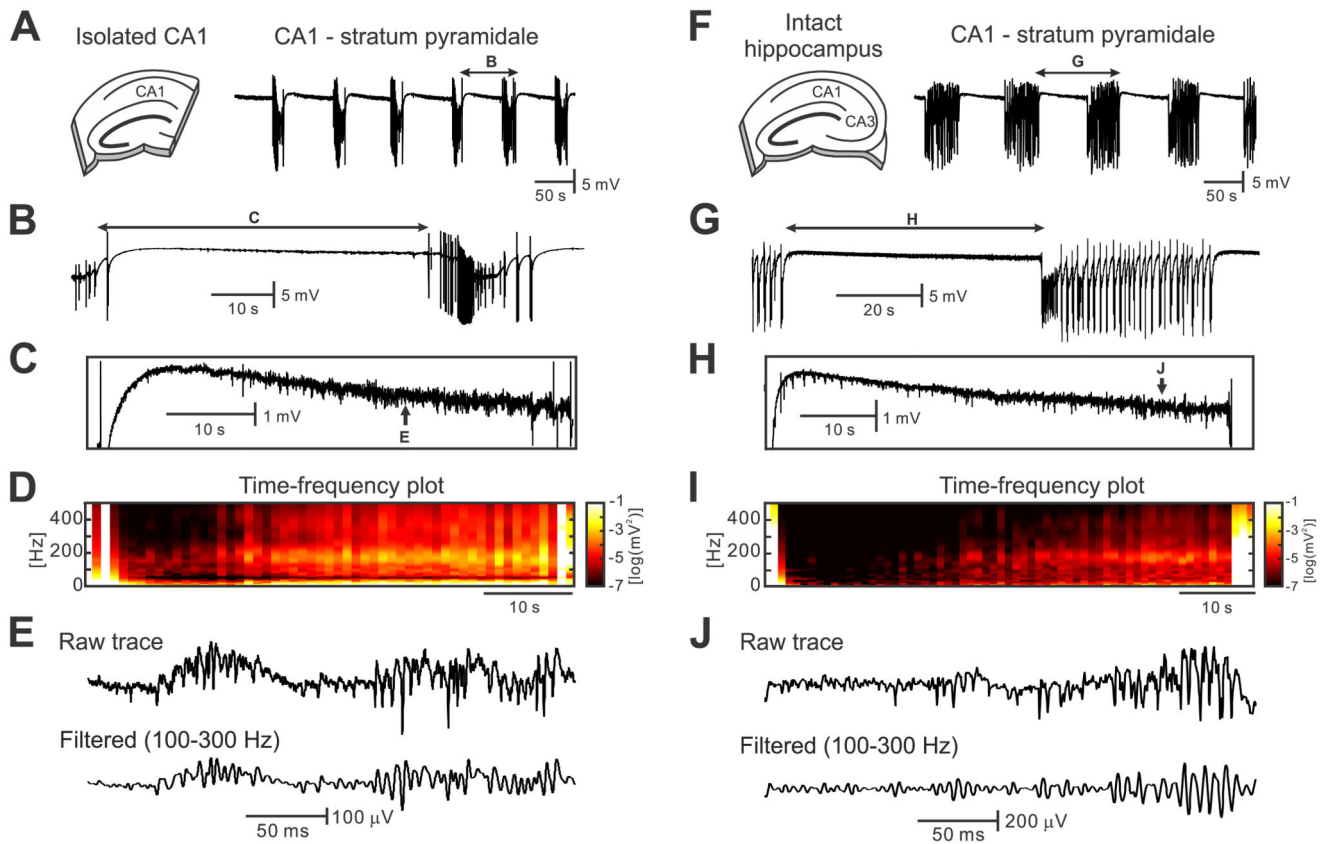 A
Isolated CA1
CA1
CA1 - stratum pyramidale
B
50 s
5 mV
B
C
10 s
5 mV
C
10 s
1 mV
E
D
Time-frequency plot
[Hz]
400
200
0
-1
-3
-5
-7
[log(mV²)]
10 s
E
Raw trace
Filtered (100-300 Hz)
50 ms
100 µV
F
Intact
hippocampus
CA1
CA3
CA1 - stratum pyramidale
G
50 s
5 mV
G
H
20 s
5 mV
H
J
10 s
1 mV
I
Time-frequency plot
[Hz]
400
200
0
-1
-3
-5
-7
[log(mV²)]
10 s
J
Raw trace
Filtered (100-300 Hz)
50 ms
200 µV